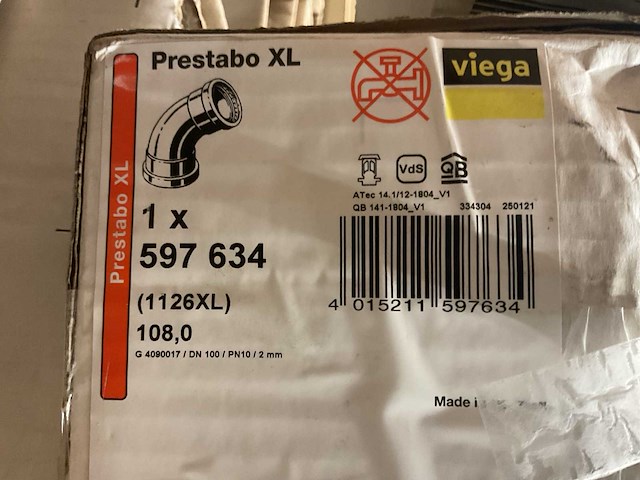 Prestabo XL
viega
Prestabo XL
VdS
QB
ATec 14.1/12-1804_V1
QB 141-1804_V1 334304 250121
1 x
597 634
4 015211 597634
(1126XL)
108,0
G 4090017 / DN 100 / PN10 / 2 mm
Made